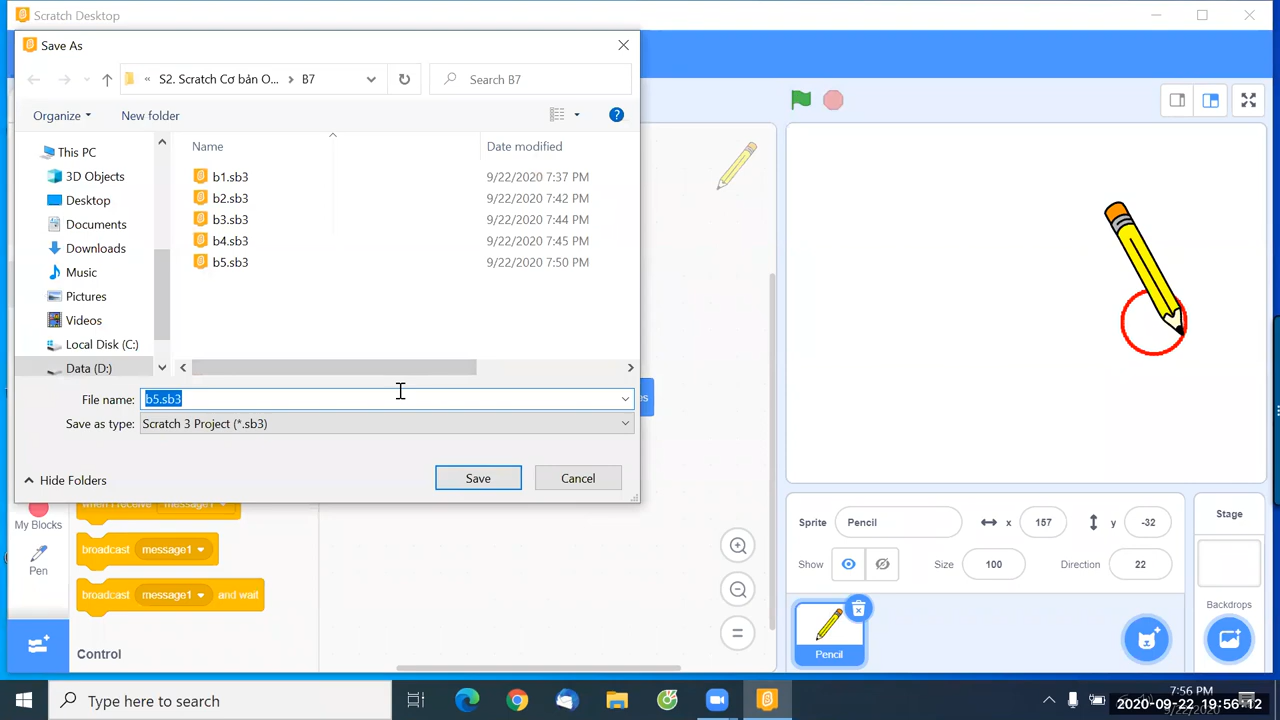 Scratch Desktop
Save As
« S2. Scratch Cơ bản O... > B7
Search B7
Organize
New folder
Name
Date modified
This PC
3D Objects
Desktop
Documents
Downloads
Music
Pictures
Videos
Local Disk (C:)
Data (D:)
b1.sb3 9/22/2020 7:37 PM
b2.sb3 9/22/2020 7:42 PM
b3.sb3 9/22/2020 7:44 PM
b4.sb3 9/22/2020 7:45 PM
b5.sb3 9/22/2020 7:50 PM
File name: b5.sb3
Save as type: Scratch 3 Project (*.sb3)
Hide Folders
Save
Cancel
My Blocks
Pen
when I receive message1
broadcast message1
broadcast message1 and wait
Control
Sprite Pencil x 157 y -32
Show Size 100 Direction 22
Pencil
Stage
Backdrops
Type here to search
7:56 PM
2020-09-22 19:56:12